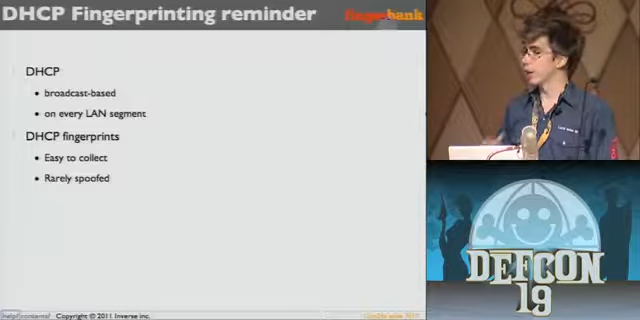 DHCP Fingerprinting reminder
fingerbank
DHCP
• broadcast-based
• on every LAN segment
DHCP fingerprints
• Easy to collect
• Rarely spoofed
Copyright © 2011 Inverse inc.
DEFCON
19